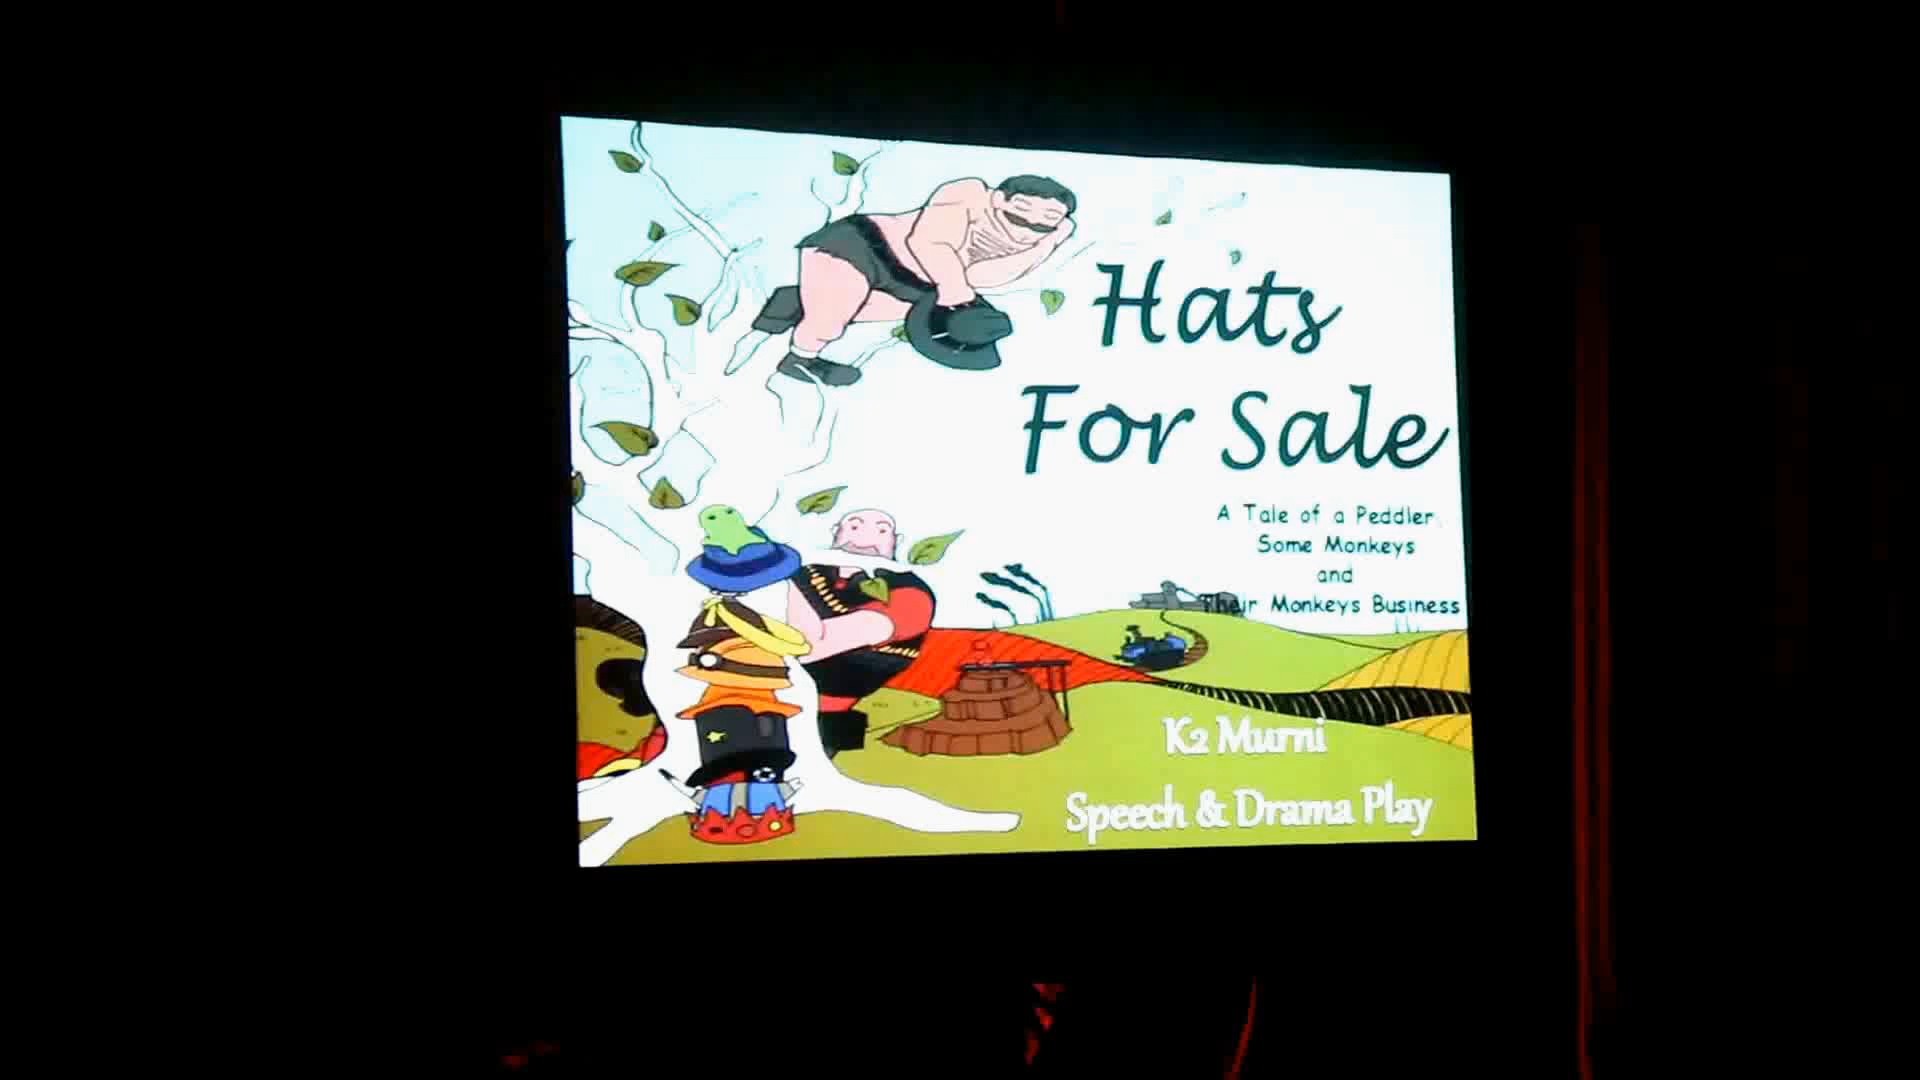 Hats
For Sale
A Tale of a Peddler,
Some Monkeys
and
Their Monkeys Business
K2 Murni
Speech & Drama Play